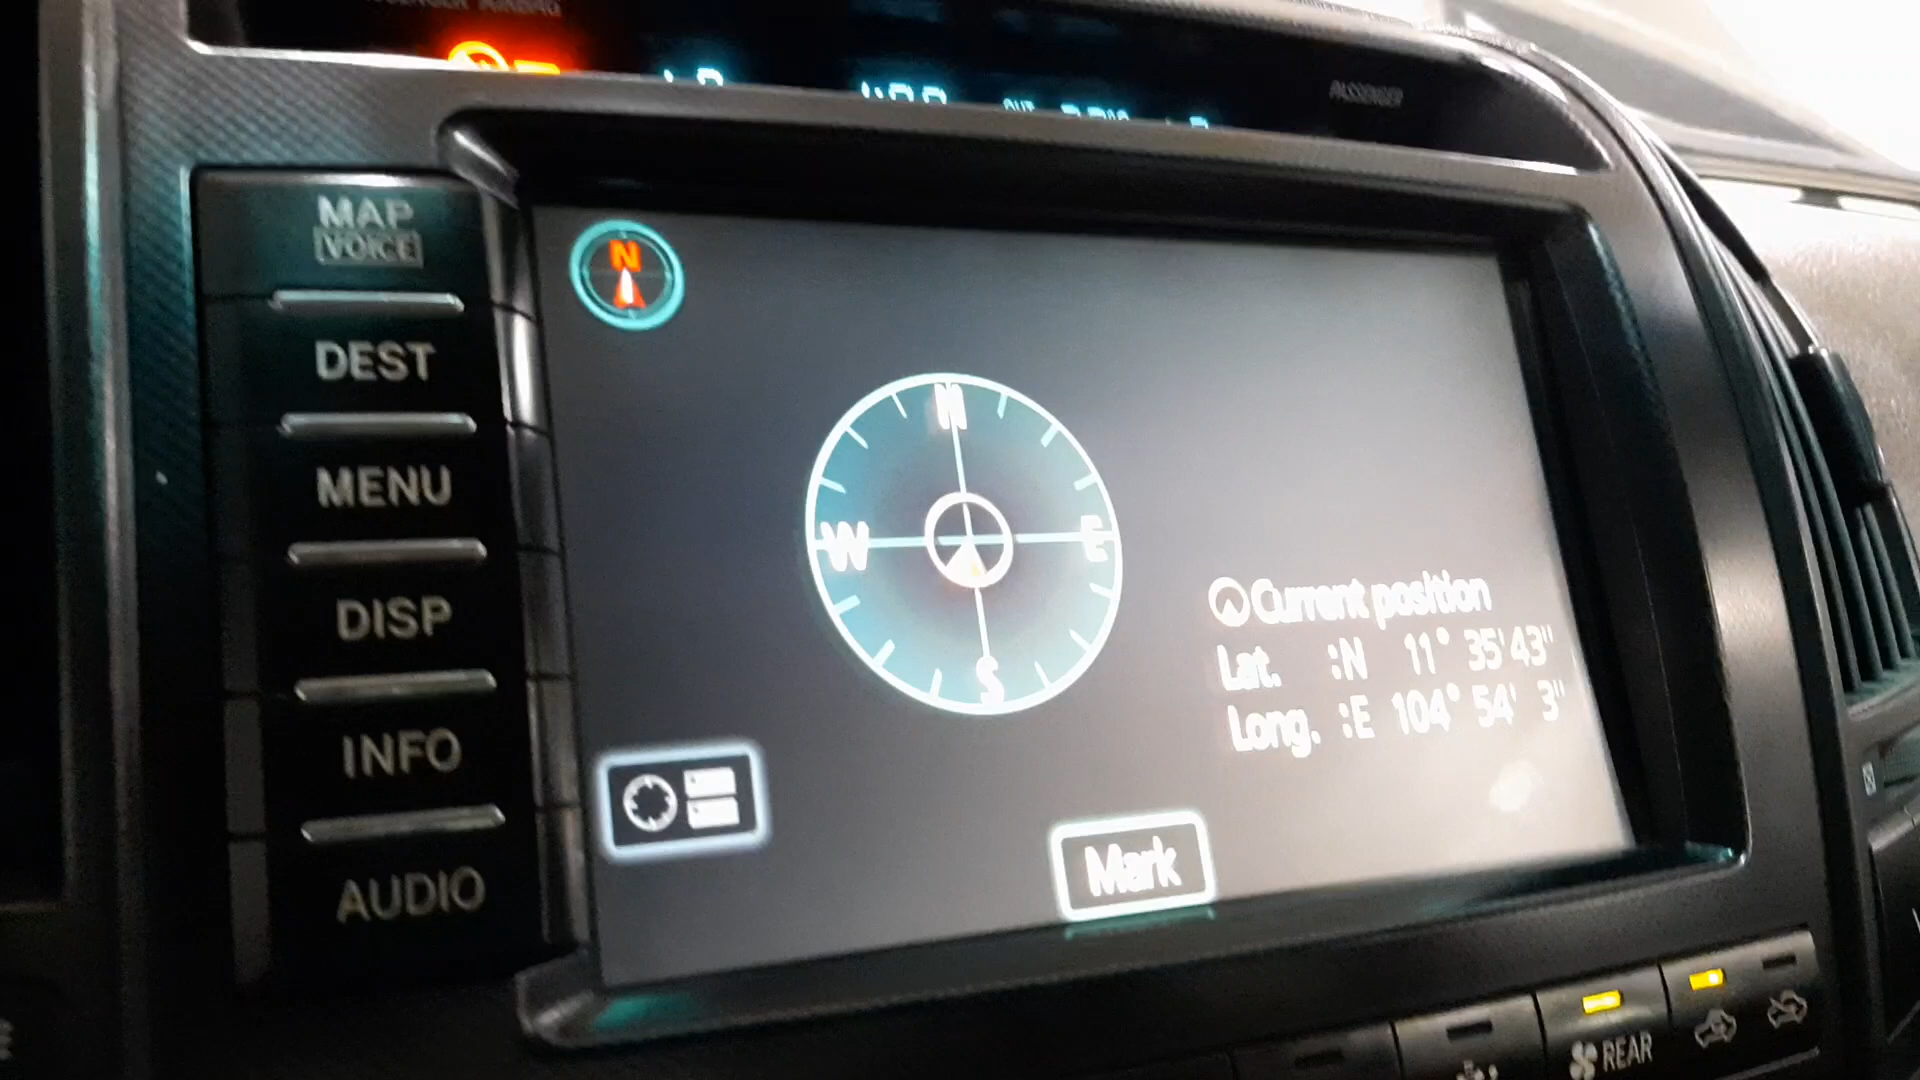 PASSENGER
MAP
VOICE
DEST
MENU
DISP
INFO
AUDIO
N
N
W
E
S
Current position
Lat. :N 11° 35'43"
Long. :E 104° 54' 3"
Mark
REAR